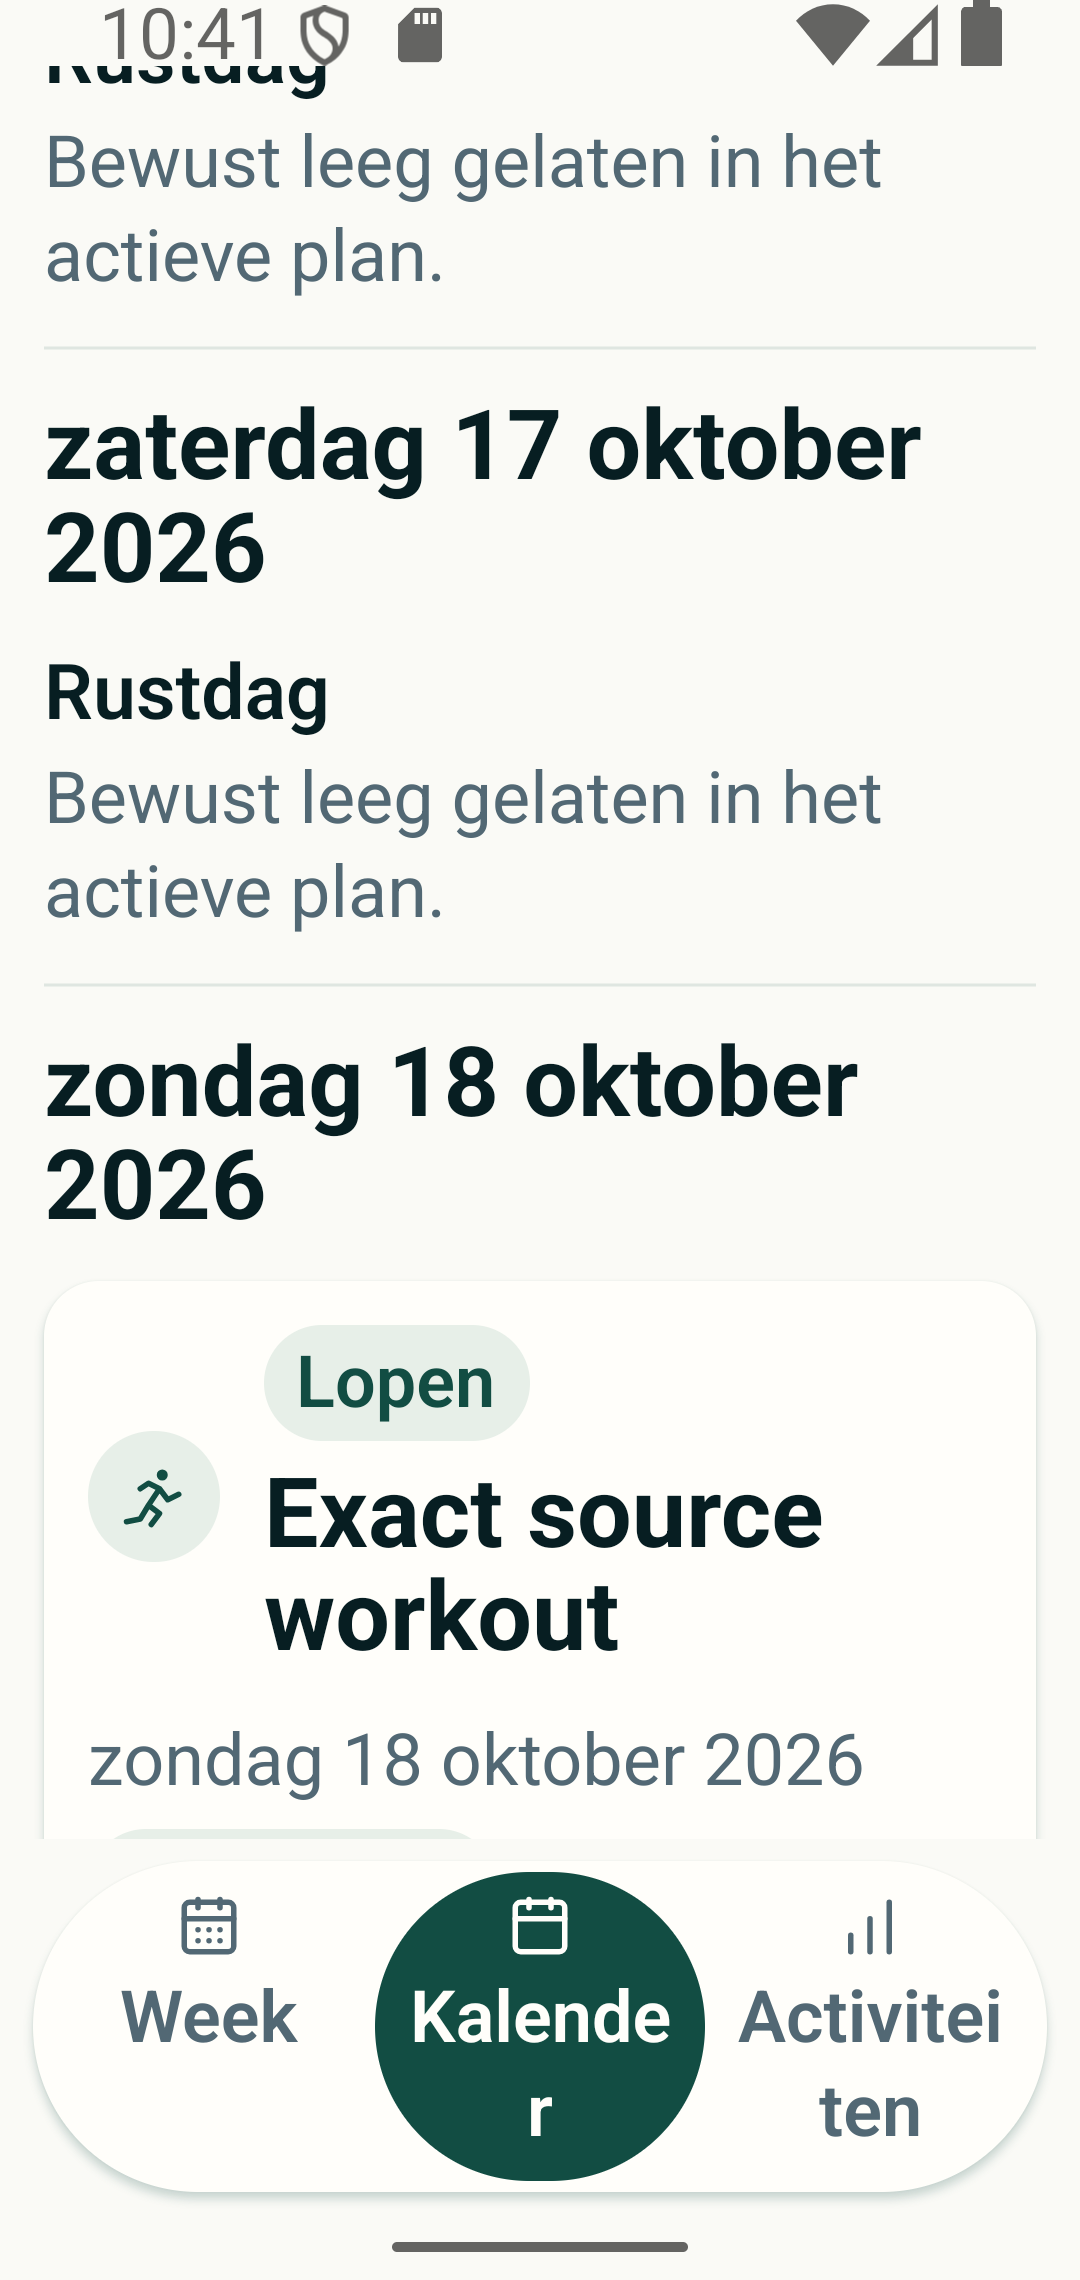 10:41
Rustdag
Bewust leeg gelaten in het
actieve plan.
zaterdag 17 oktober
2026
Rustdag
Bewust leeg gelaten in het
actieve plan.
zondag 18 oktober
2026
Lopen
Exact source
workout
zondag 18 oktober 2026
Week
Kalende
r
Activitei
ten